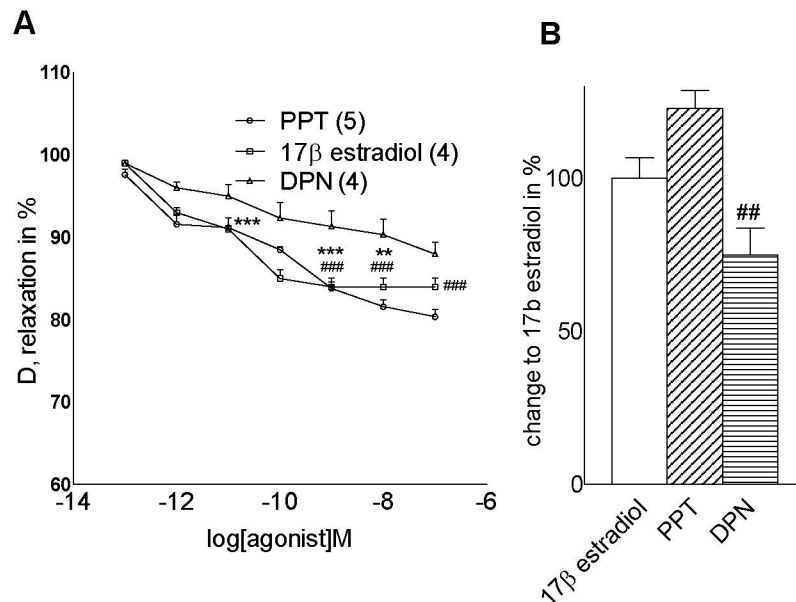 A
D, relaxation in %
110
100
90
80
70
60
PPT (5)
17β estradiol (4)
DPN (4)
***
***
###
**
###
###
-14
-12
-10
-8
-6
log[agonist]M
B
change to 17b estradiol in %
100
50
0
##
17β estradiol
PPT
DPN